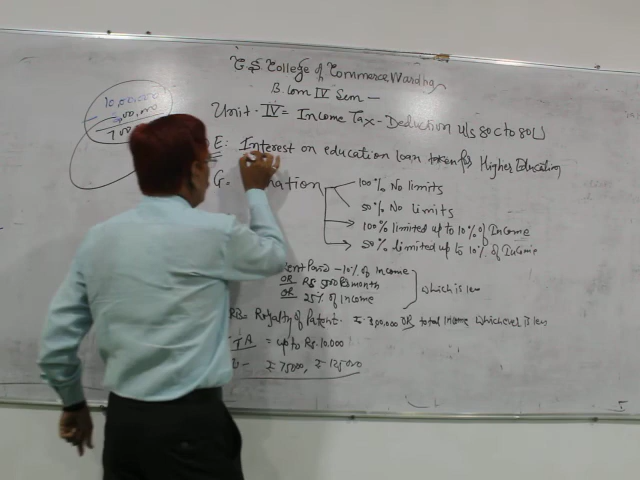 G S College of Commerce Wardha
B.Com IV Sem -
10,00,000
Unit-IV = Income Tax-Deduction u/s 80C to 80U
E: Interest on education loan taken for Higher Education
G. nation
100% No limits
50% No limits
100% limited up to 10% of Income
50% limited up to 10% of Income
ent Paid - 10% of Income
OR Rs 5000 P month
OR 25% of Income
which is less
RB = Royalty of Patent. ₹ 3,00,000 OR total Income whichever is less
TTA = up to Rs. 10,000
- ₹ 75000, ₹ 125000